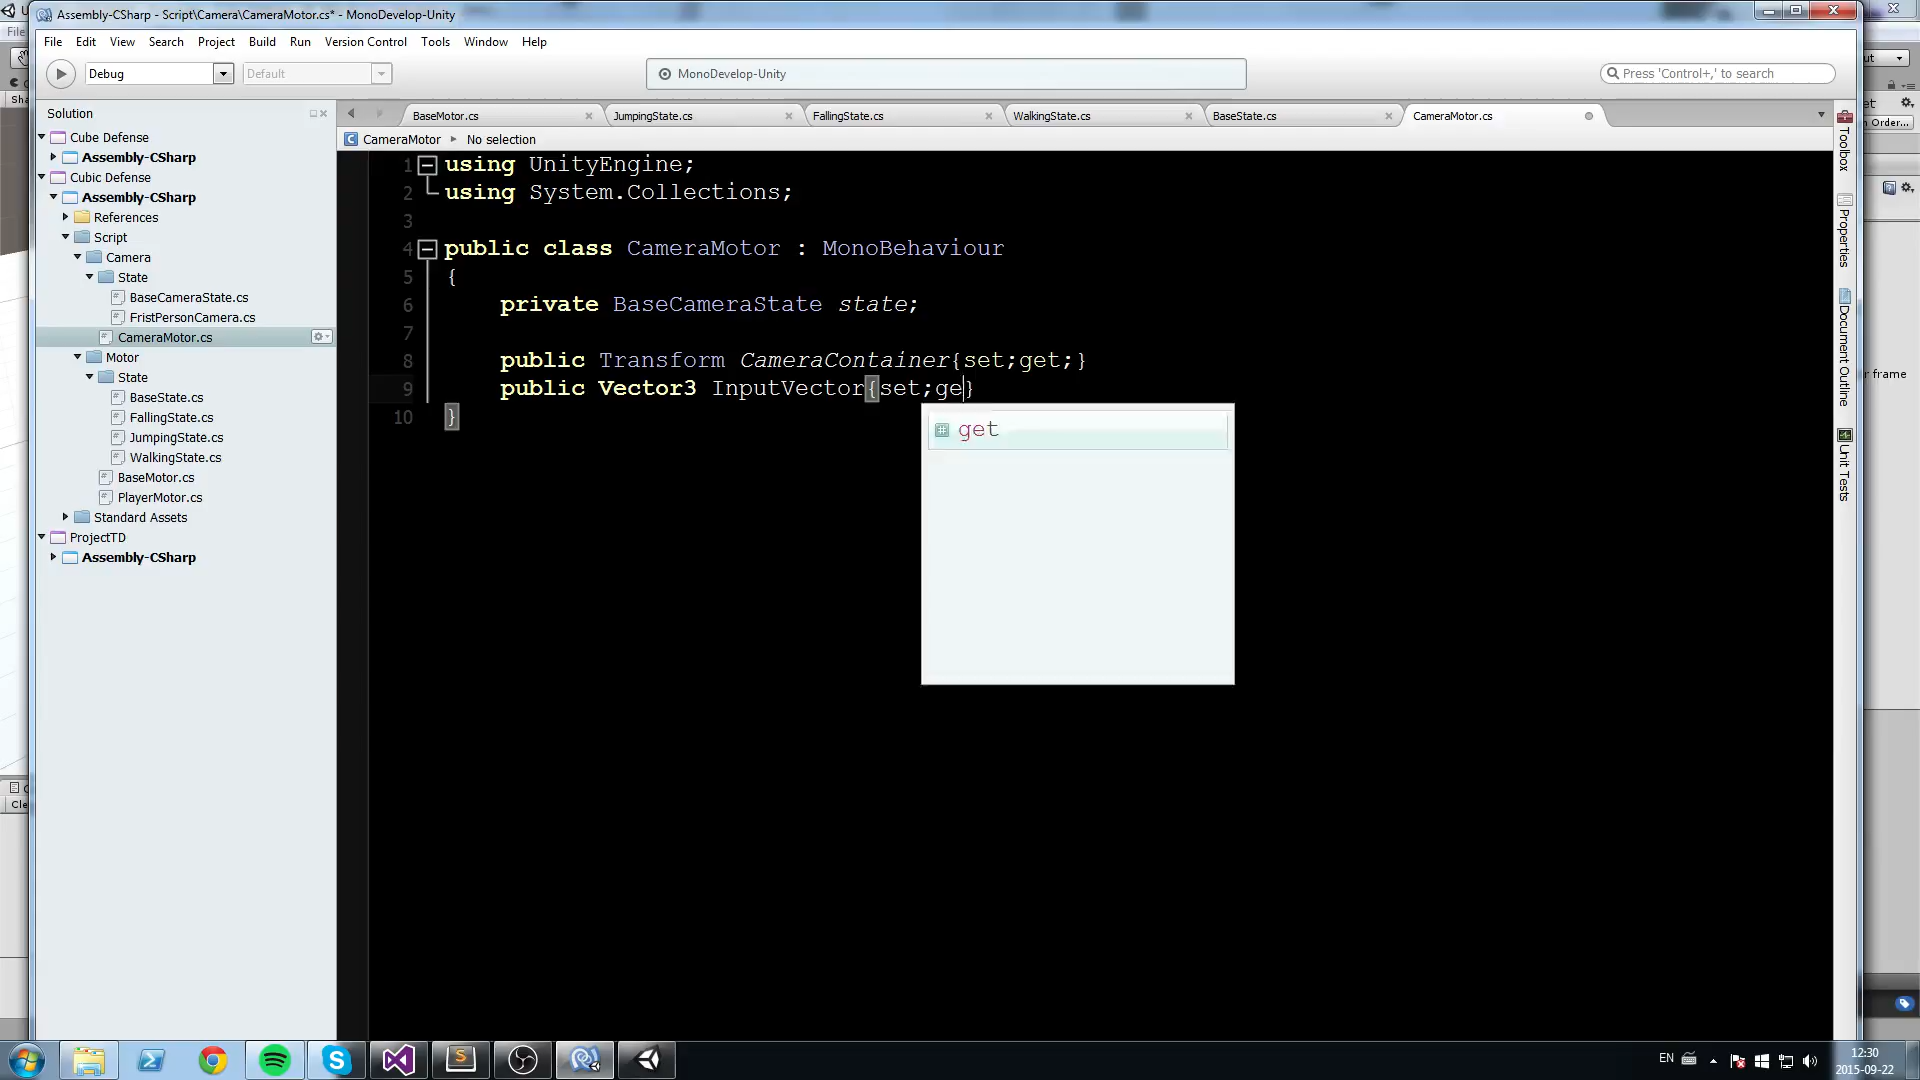 Assembly-CSharp - Script\Camera\CameraMotor.cs* - MonoDevelop-Unity
File Edit View Search Project Build Run Version Control Tools Window Help
Debug Default MonoDevelop-Unity Press 'Control+,' to search
Solution
BaseMotor.cs JumpingState.cs FallingState.cs WalkingState.cs BaseState.cs CameraMotor.cs
CameraMotor No selection
Cube Defense
Assembly-CSharp
Cubic Defense
Assembly-CSharp
References
Script
Camera
State
BaseCameraState.cs
FristPersonCamera.cs
CameraMotor.cs
Motor
State
BaseState.cs
FallingState.cs
JumpingState.cs
WalkingState.cs
BaseMotor.cs
PlayerMotor.cs
Standard Assets
ProjectTD
Assembly-CSharp
1 using UnityEngine;
2 using System.Collections;
3
4 public class CameraMotor : MonoBehaviour
5 {
6 private BaseCameraState state;
7
8 public Transform CameraContainer{set;get;}
9 public Vector3 InputVector{set;ge}
10 }
get
Toolbox
Properties
Document Outline
Unit Tests
File
Sha
Cle
ut
et
n Order...
er frame
EN
12:30
2015-09-22